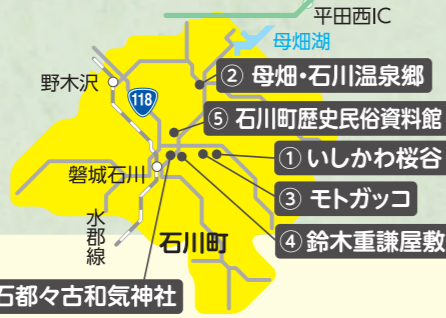 平田西IC
母畑湖
野木沢
118
② 母畑・石川温泉郷
⑤ 石川町歴史民俗資料館
① いしかわ桜谷
磐城石川
③ モトガッコ
水郡線
石川町
④ 鈴木重謙屋敷
石都々古和気神社